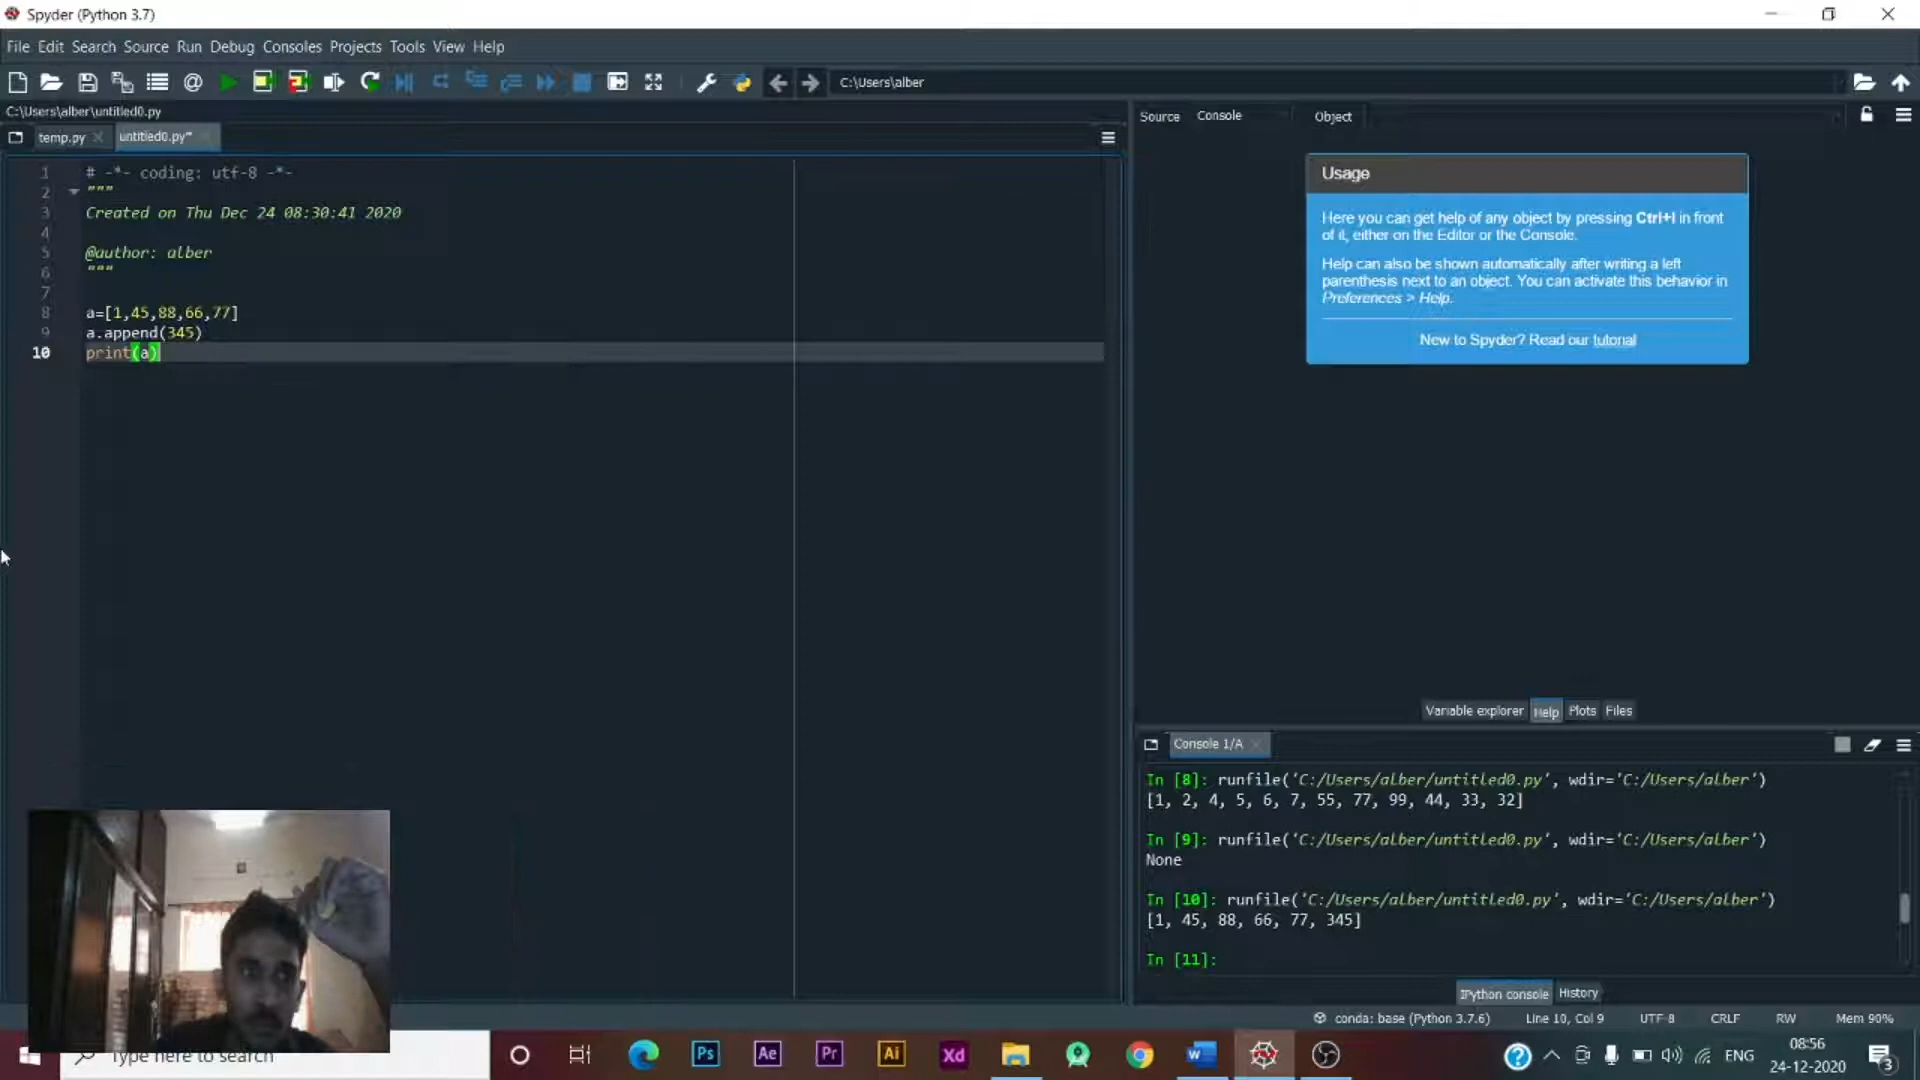 Spyder (Python 3.7)
File Edit Search Source Run Debug Consoles Projects Tools View Help
C:\Users\alber
C:\Users\alber\untitled0.py
temp.py
untitled0.py*
1 # -*- coding: utf-8 -*-
2 """
3 Created on Thu Dec 24 08:30:41 2020
4
5 @author: alber
6 """
7
8 a=[1,45,88,66,77]
9 a.append(345)
10 print(a)
Source Console Object
Usage
Here you can get help of any object by pressing Ctrl+I in front
of it, either on the Editor or the Console.
Help can also be shown automatically after writing a left
parenthesis next to an object. You can activate this behavior in
Preferences > Help.
New to Spyder? Read our tutorial
Variable explorer Help Plots Files
Console 1/A
In [8]: runfile('C:/Users/alber/untitled0.py', wdir='C:/Users/alber')
[1, 2, 4, 5, 6, 7, 55, 77, 99, 44, 33, 32]
In [9]: runfile('C:/Users/alber/untitled0.py', wdir='C:/Users/alber')
None
In [10]: runfile('C:/Users/alber/untitled0.py', wdir='C:/Users/alber')
[1, 45, 88, 66, 77, 345]
In [11]:
IPython console History
conda: base (Python 3.7.6) Line 10, Col 9 UTF-8 CRLF RW Mem 90%
Type here to search
Ps Ae Pr Ai Xd W
ENG
08:56
24-12-2020
3